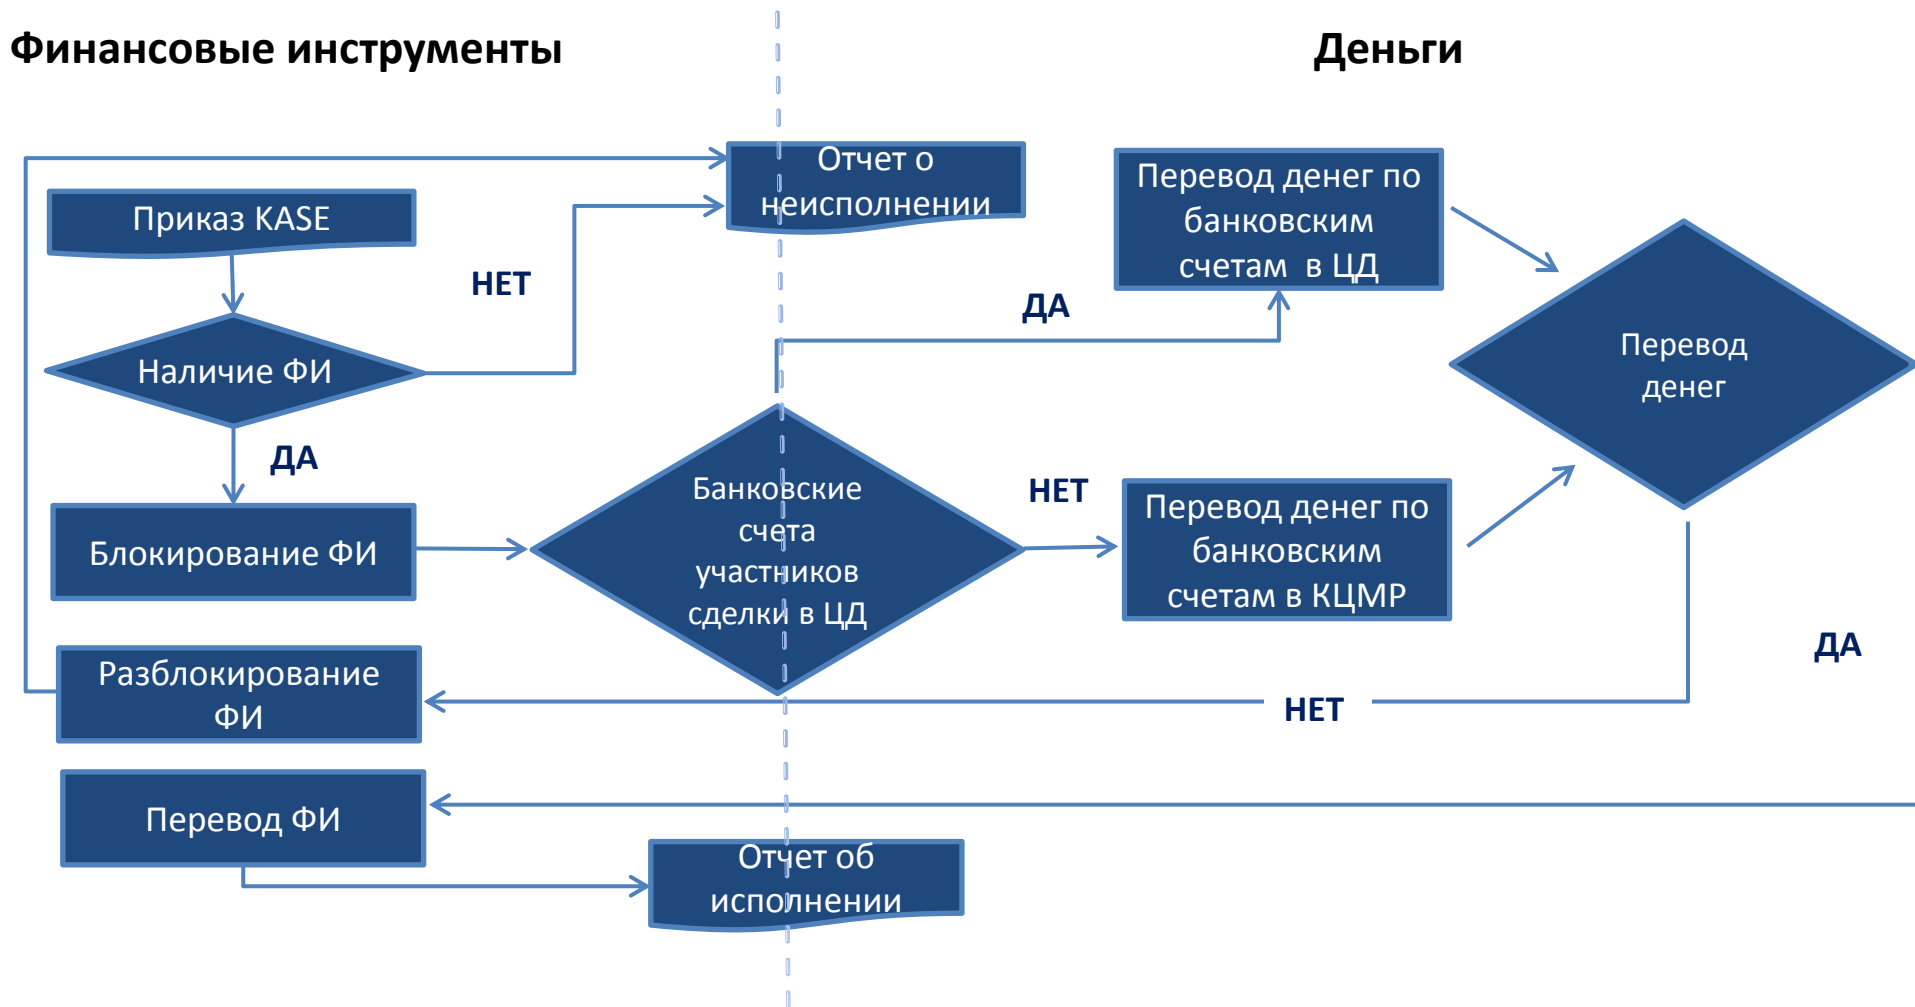 Финансовые инструменты
Деньги
Отчет о
неисполнении
Перевод денег по
банковским
счетам в ЦД
Приказ KASE
НЕТ
ДА
Перевод
денег
Наличие ФИ
ДА
Банковские
счета
участников
сделки в ЦД
НЕТ
Перевод денег по
банковским
счетам в КЦМР
Блокирование ФИ
ДА
Разблокирование
ФИ
НЕТ
Перевод ФИ
Отчет об
исполнении